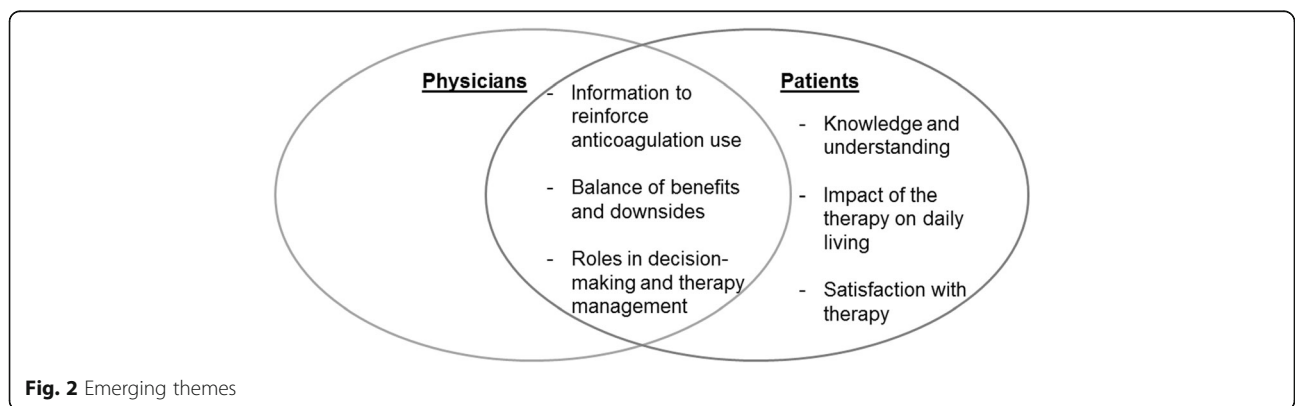 Physicians
- Information to
reinforce
anticoagulation use
- Balance of benefits
and downsides
- Roles in decision-
making and therapy
management
Patients
- Knowledge and
understanding
- Impact of the
therapy on daily
living
- Satisfaction with
therapy
Fig. 2 Emerging themes